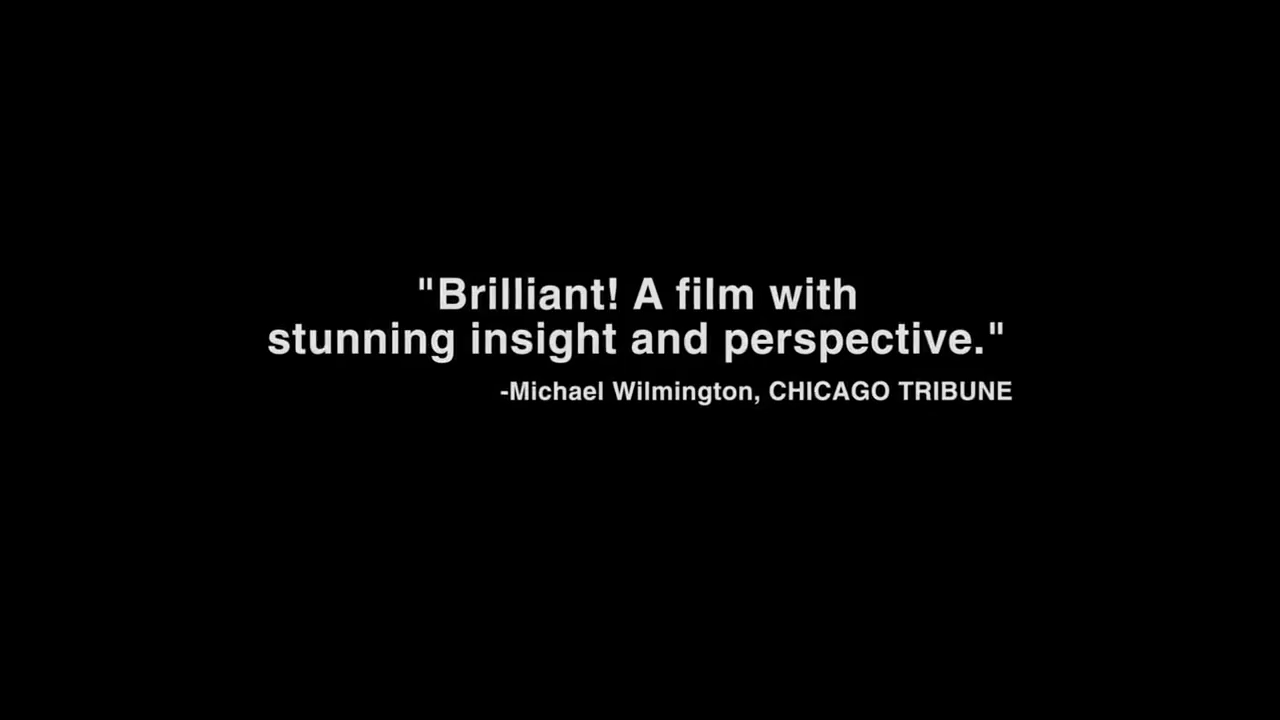 "Brilliant! A film with
stunning insight and perspective."
-Michael Wilmington, CHICAGO TRIBUNE